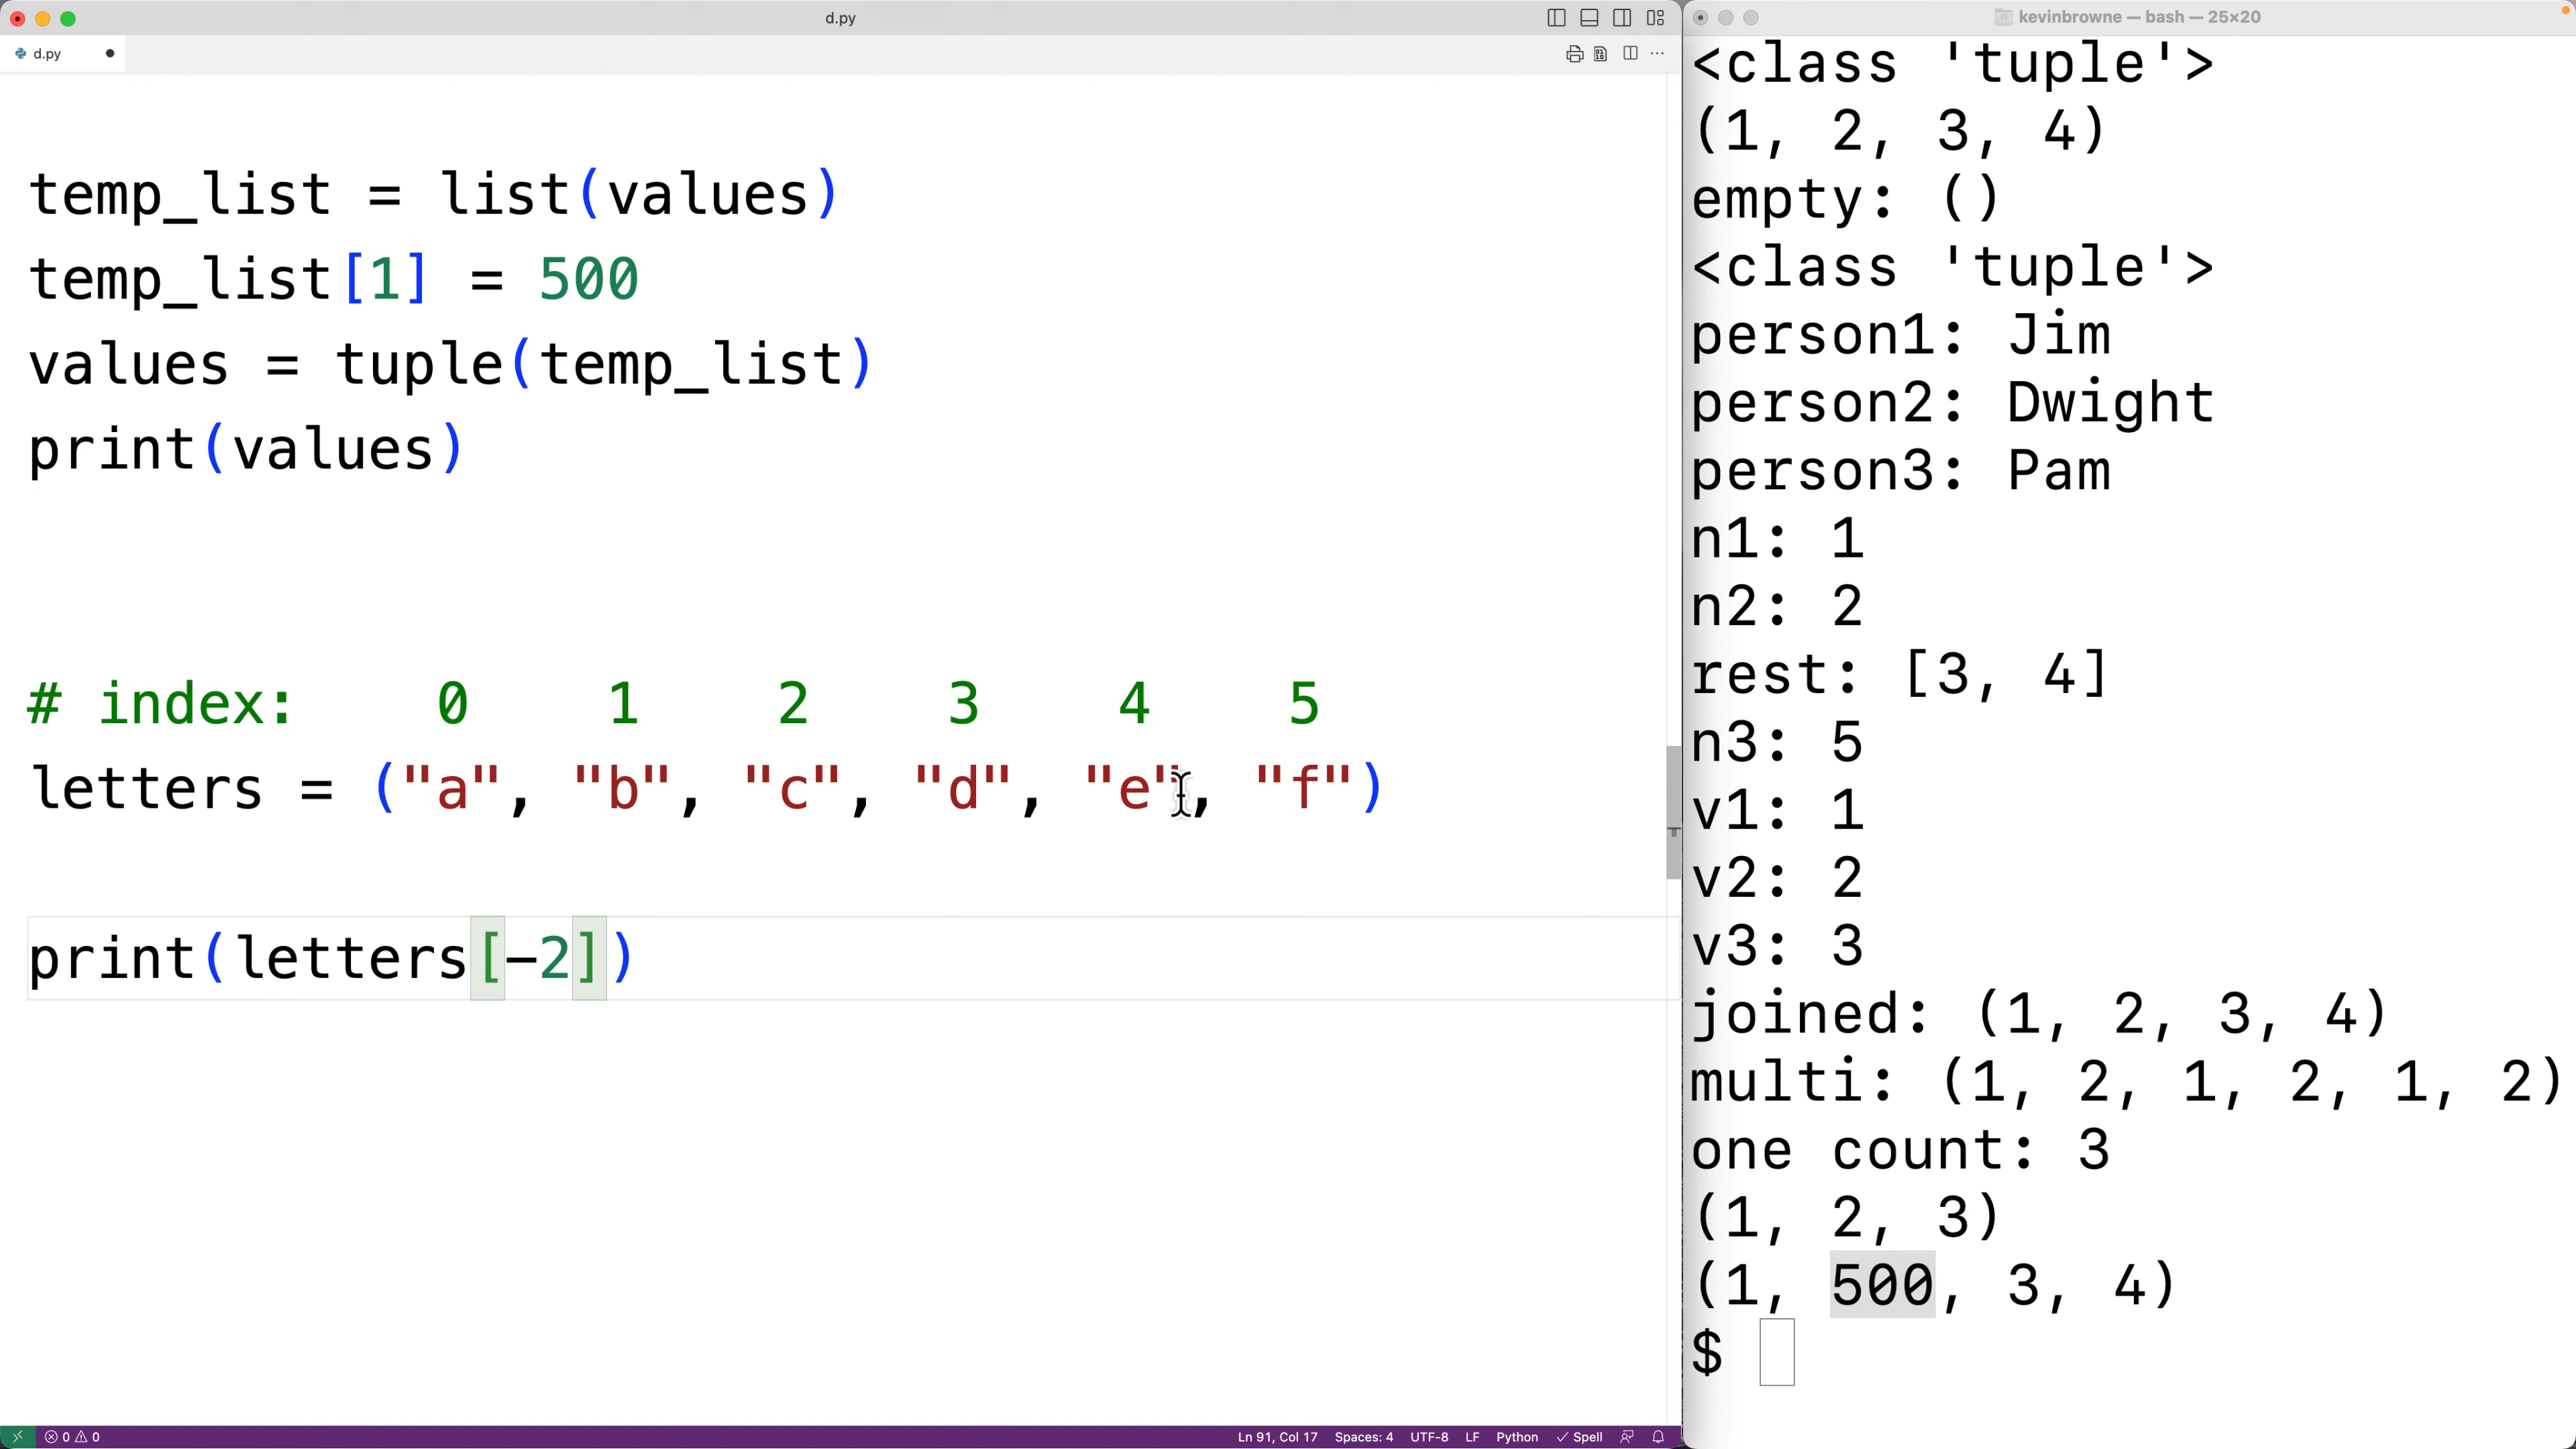 d.py
d.py
temp_list = list(values)
temp_list[1] = 500
values = tuple(temp_list)
print(values)
# index: 0 1 2 3 4 5
letters = ("a", "b", "c", "d", "e", "f")
print(letters[-2])
0 0
Ln 91, Col 17 Spaces: 4 UTF-8 LF Python Spell
kevinbrowne — bash — 25×20
<class 'tuple'>
(1, 2, 3, 4)
empty: ()
<class 'tuple'>
person1: Jim
person2: Dwight
person3: Pam
n1: 1
n2: 2
rest: [3, 4]
n3: 5
v1: 1
v2: 2
v3: 3
joined: (1, 2, 3, 4)
multi: (1, 2, 1, 2, 1, 2)
one count: 3
(1, 2, 3)
(1, 500, 3, 4)
$